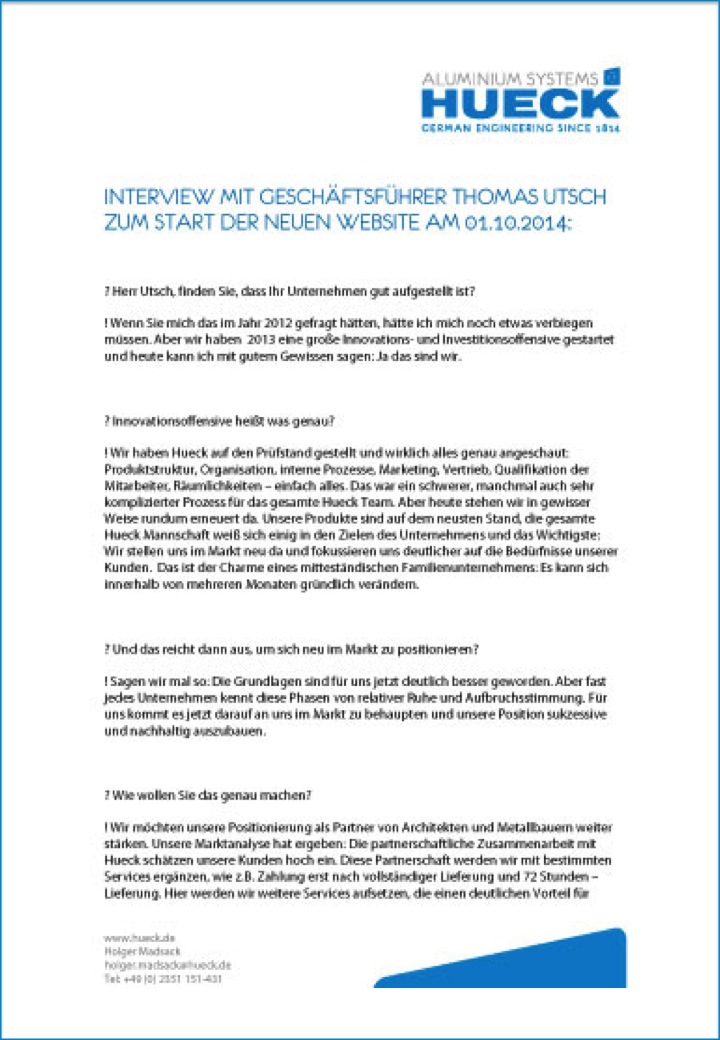 ALUMINIUM SYSTEMS
HUECK
GERMAN ENGINEERING SINCE 1814
INTERVIEW MIT GESCHÄFTSFÜHRER THOMAS UTSCH
ZUM START DER NEUEN WEBSITE AM 01.10.2014:
? Herr Utsch, finden Sie, dass Ihr Unternehmen gut aufgestellt ist?
! Wenn Sie mich das im Jahr 2012 gefragt hätten, hätte ich mich noch etwas verbiegen
müssen. Aber wir haben 2013 eine große Innovations- und Investitionsoffensive gestartet
und heute kann ich mit gutem Gewissen sagen: Ja das sind wir.
? Innovationsoffensive heißt was genau?
! Wir haben Hueck auf den Prüfstand gestellt und wirklich alles genau angeschaut:
Produktstruktur, Organisation, interne Prozesse, Marketing, Vertrieb, Qualifikation der
Mitarbeiter, Räumlichkeiten – einfach alles. Das war ein schwerer, manchmal auch sehr
komplizierter Prozess für das gesamte Hueck Team. Aber heute stehen wir in gewisser
Weise rundum erneuert da. Unsere Produkte sind auf dem neusten Stand, die gesamte
Hueck Mannschaft weiß sich einig in den Zielen des Unternehmens und das Wichtigste:
Wir stellen uns im Markt neu da und fokussieren uns deutlicher auf die Bedürfnisse unserer
Kunden. Das ist der Charme eines mitteständischen Familienunternehmens: Es kann sich
innerhalb von mehreren Monaten gründlich verändern.
? Und das reicht dann aus, um sich neu im Markt zu positionieren?
! Sagen wir mal so: Die Grundlagen sind für uns jetzt deutlich besser geworden. Aber fast
jedes Unternehmen kennt diese Phasen von relativer Ruhe und Aufbruchsstimmung. Für
uns kommt es jetzt darauf an uns im Markt zu behaupten und unsere Position sukzessive
und nachhaltig auszubauen.
? Wie wollen Sie das genau machen?
! Wir möchten unsere Positionierung als Partner von Architekten und Metallbauern weiter
stärken. Unsere Marktanalyse hat ergeben: Die partnerschaftliche Zusammenarbeit mit
Hueck schätzen unsere Kunden hoch ein. Diese Partnerschaft werden wir mit bestimmten
Services ergänzen, wie z.B. Zahlung erst nach vollständiger Lieferung und 72 Stunden –
Lieferung. Hier werden wir weitere Services aufsetzen, die einen deutlichen Vorteil für
www.hueck.de
Holger Madsack
holger.madsack@hueck.de
Tel: +49 (0) 2351 151-431